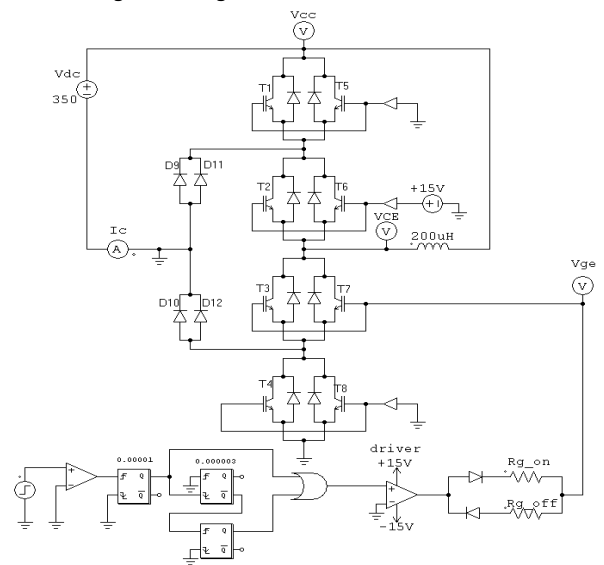 Vcc
V
Vdc
350
T1
T5
D9
D11
T2
T6
+15V
VCE
V
200uH
Ic
A
Vge
V
D10
D12
T3
T7
T4
T8
0.00001
0.000003
driver
+15V
-15V
Rg_on
Rg_off
Q
Q
Q
Q
Q
Q